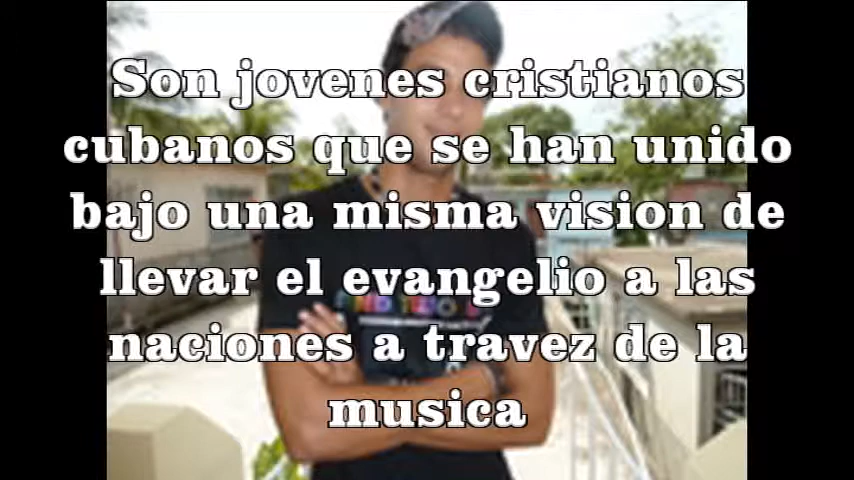 Son jovenes cristianos
cubanos que se han unido
bajo una misma vision de
llevar el evangelio a las
naciones a travez de la
musica